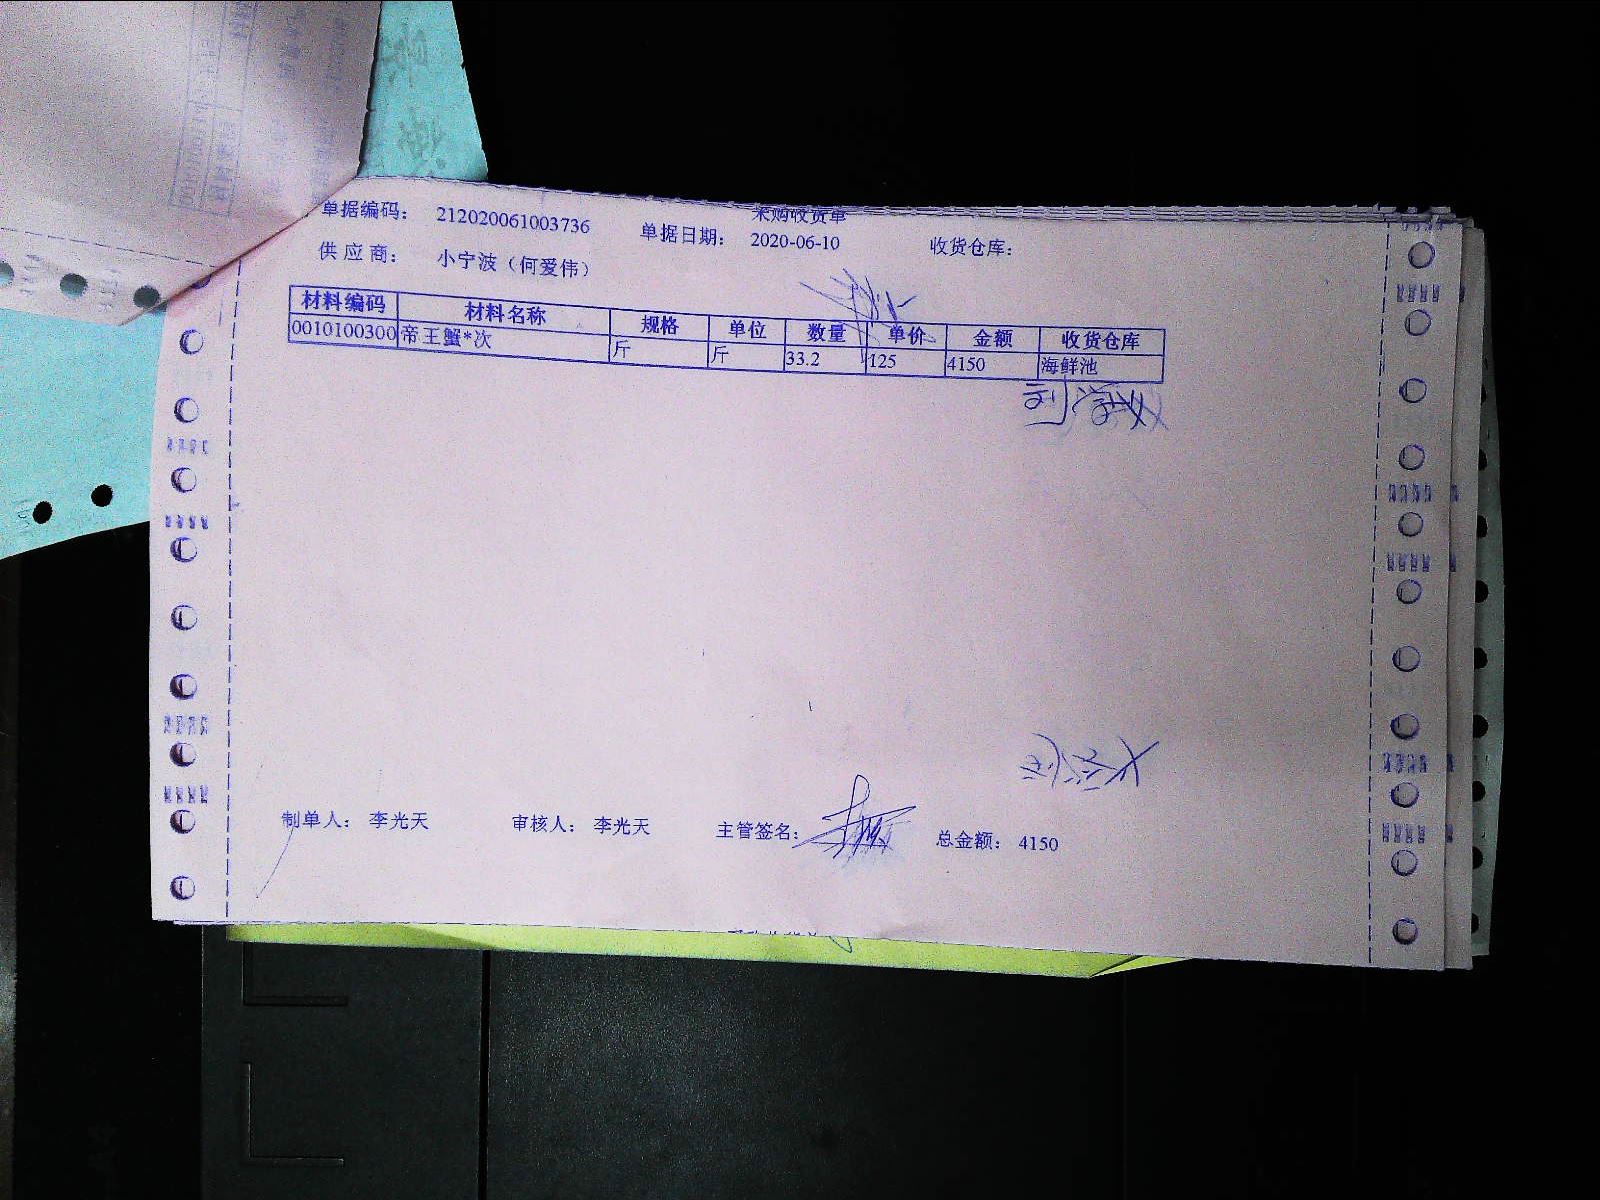 采购收货单
单据编码： 212020061003736 单据日期： 2020-06-10 收货仓库：
供 应 商： 小宁波（何爱伟）
材料编码 材料名称 规格 单位 数量 单价 金额 收货仓库
0010100300 帝王蟹*次 斤 斤 33.2 125 4150 海鲜池
制单人： 李光天 审核人： 李光天 主管签名： 总金额： 4150